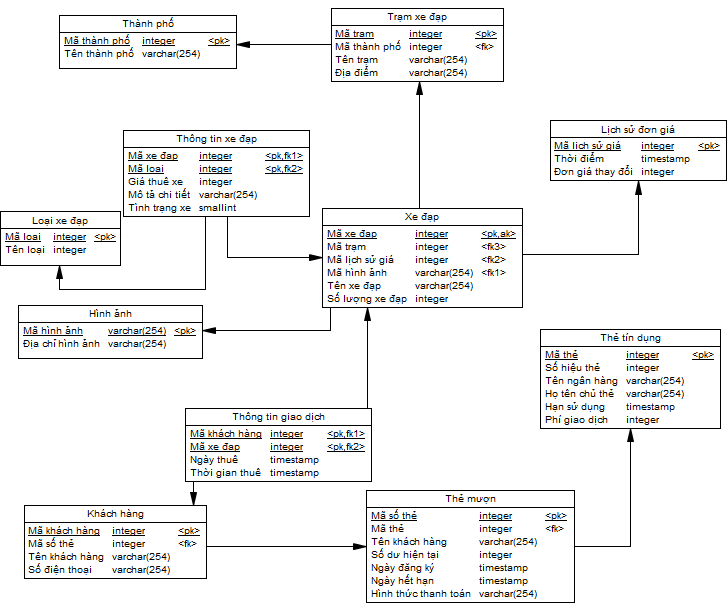 Thành phố
Mã thành phố integer <pk>
Tên thành phố varchar(254)
Trạm xe đạp
Mã trạm integer <pk>
Mã thành phố integer <fk>
Tên trạm varchar(254)
Địa điểm varchar(254)
Thông tin xe đạp
Mã xe đạp integer <pk,fk1>
Mã loại integer <pk,fk2>
Giá thuê xe integer
Mô tả chi tiết varchar(254)
Tình trạng xe smallint
Lịch sử đơn giá
Mã lịch sử giá integer <pk>
Thời điểm timestamp
Đơn giá thay đổi integer
Loại xe đạp
Mã loại integer <pk>
Tên loại integer
Xe đạp
Mã xe đạp integer <pk,ak>
Mã trạm integer <fk3>
Mã lịch sử giá integer <fk2>
Mã hình ảnh varchar(254) <fk1>
Tên xe đạp varchar(254)
Số lượng xe đạp integer
Hình ảnh
Mã hình ảnh varchar(254) <pk>
Địa chỉ hình ảnh varchar(254)
Thẻ tín dụng
Mã thẻ integer <pk>
Số hiệu thẻ integer
Tên ngân hàng varchar(254)
Họ tên chủ thẻ varchar(254)
Hạn sử dụng timestamp
Phí giao dịch integer
Thông tin giao dịch
Mã khách hàng integer <pk,fk1>
Mã xe đạp integer <pk,fk2>
Ngày thuê timestamp
Thời gian thuê timestamp
Khách hàng
Mã khách hàng integer <pk>
Mã số thẻ integer <fk>
Tên khách hàng varchar(254)
Số điện thoại varchar(254)
Thẻ mượn
Mã số thẻ integer <pk>
Mã thẻ integer <fk>
Tên khách hàng varchar(254)
Số dư hiện tại integer
Ngày đăng ký timestamp
Ngày hết hạn timestamp
Hình thức thanh toán varchar(254)